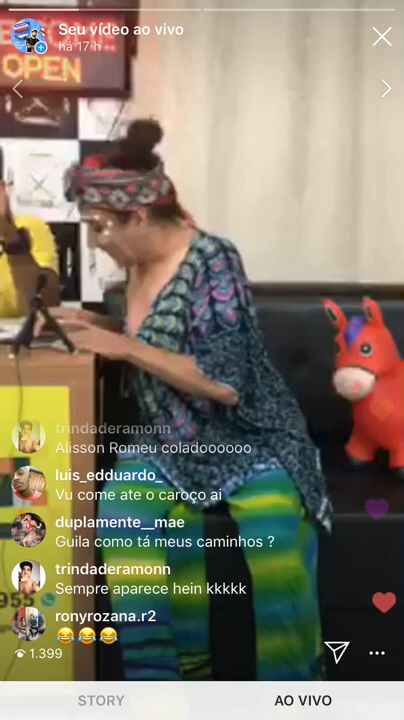 Seu vídeo ao vivo
há 17 h
OPEN
trindaderamonn
Alisson Romeu coladoooooo
luis_edduardo_
Vu come ate o caroço ai
duplamente__mae
Guila como tá meus caminhos ?
trindaderamonn
Sempre aparece hein kkkkk
955
ronyrozana.r2
😂😂😂
1.399
STORY
AO VIVO